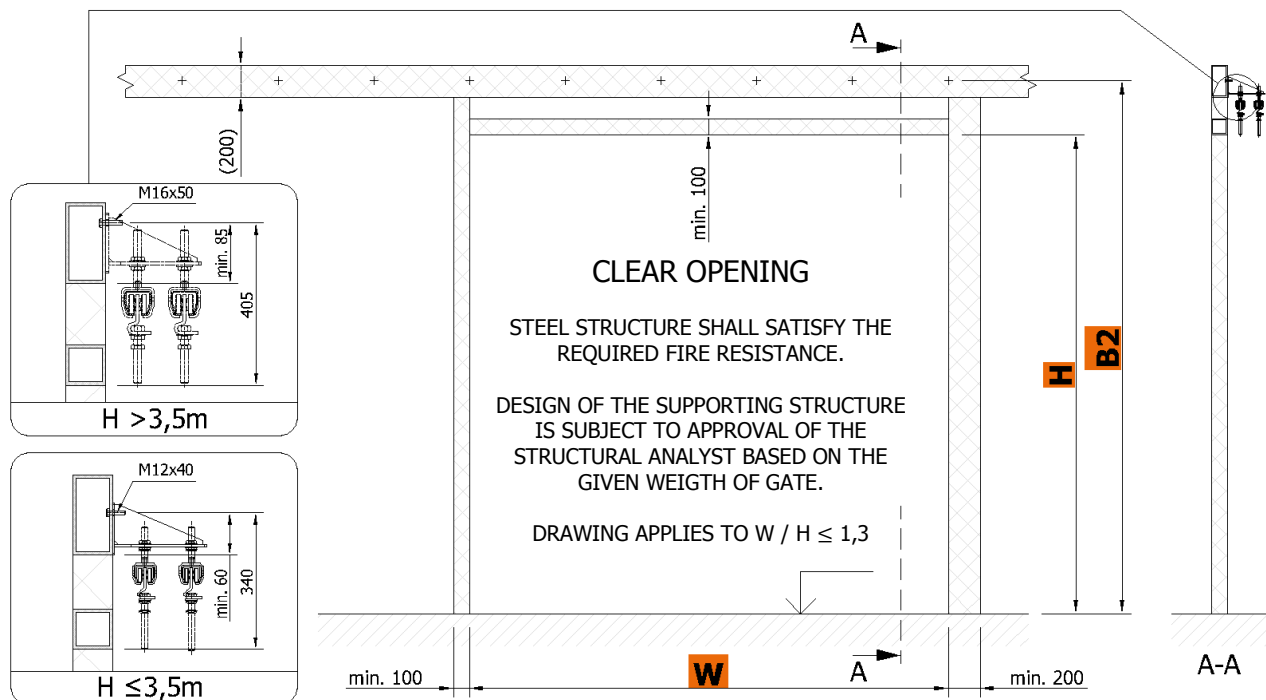 A
(200)
M16x50
min. 85
405
H >3,5m
M12x40
min. 60
340
H ≤3,5m
min. 100
CLEAR OPENING
STEEL STRUCTURE SHALL SATISFY THE
REQUIRED FIRE RESISTANCE.
DESIGN OF THE SUPPORTING STRUCTURE
IS SUBJECT TO APPROVAL OF THE
STRUCTURAL ANALYST BASED ON THE
GIVEN WEIGTH OF GATE.
DRAWING APPLIES TO W / H ≤ 1,3
H
B2
min. 100
W
A
min. 200
A-A